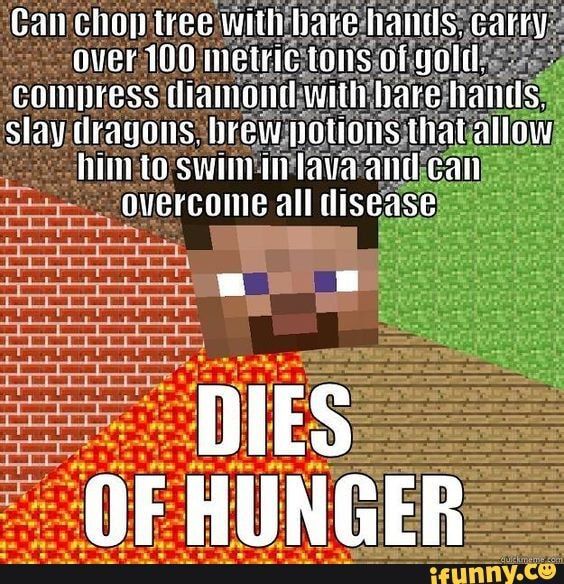 Can chop tree with bare hands, carry
over 100 metric tons of gold,
compress diamond with bare hands,
slay dragons, brew potions that allow
him to swim in lava and can
overcome all disease
DIES
OF HUNGER
quickmeme.com
ifunny.co